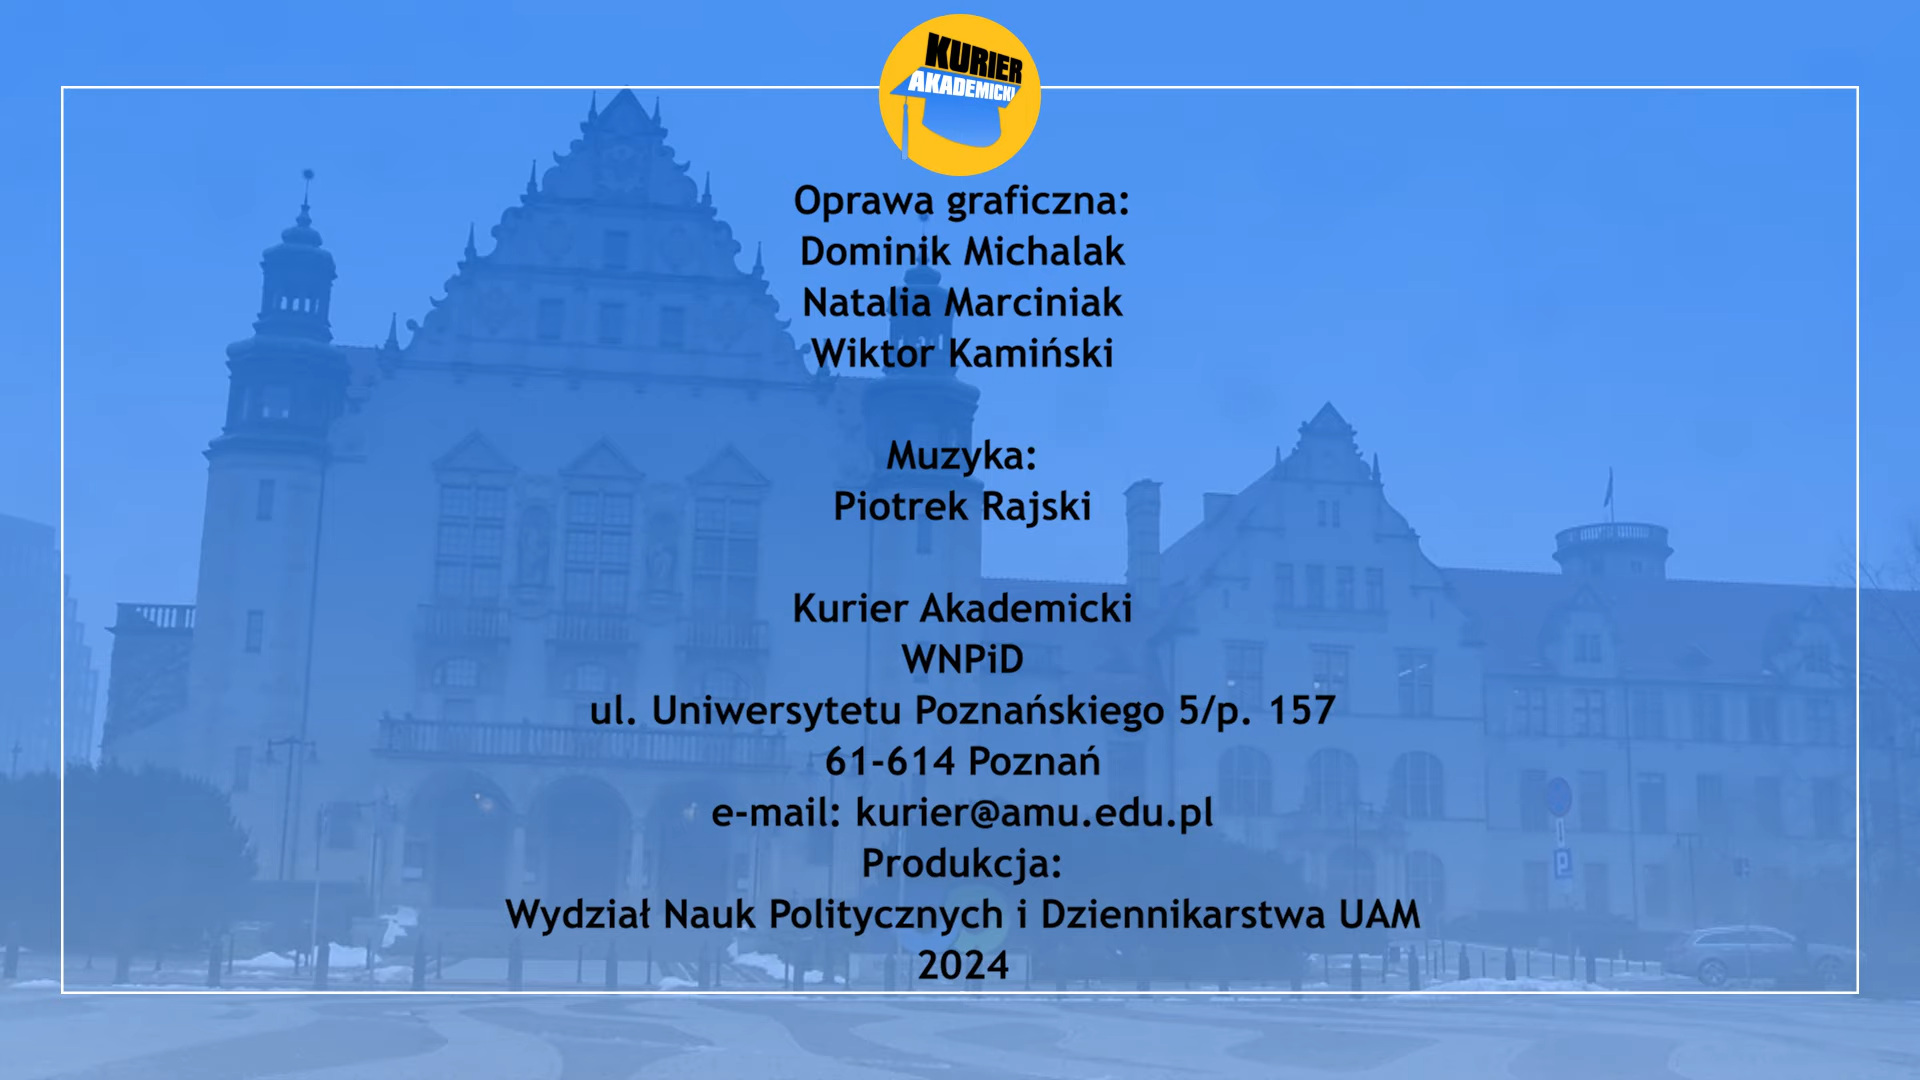 KURIER
AKADEMICKI
Oprawa graficzna:
Dominik Michalak
Natalia Marciniak
Wiktor Kamiński
Muzyka:
Piotrek Rajski
Kurier Akademicki
WNPiD
ul. Uniwersytetu Poznańskiego 5/p. 157
61-614 Poznań
e-mail: kurier@amu.edu.pl
Produkcja:
Wydział Nauk Politycznych i Dziennikarstwa UAM
2024